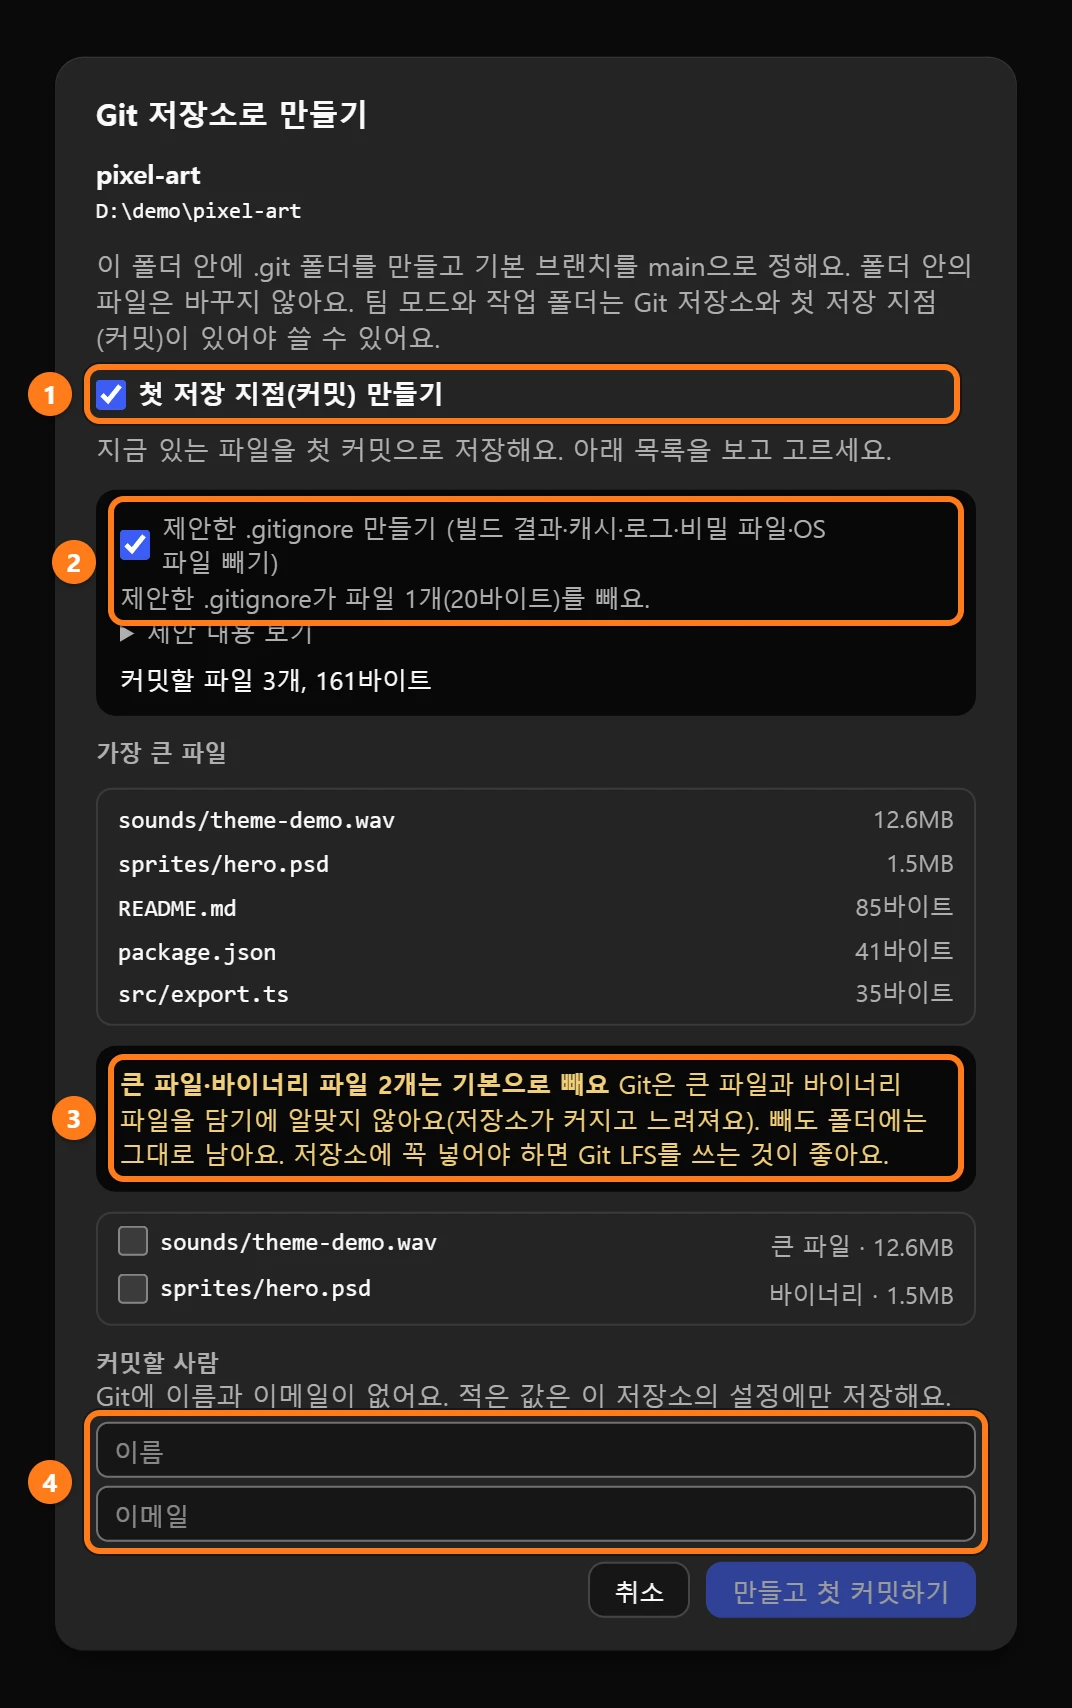 Git 저장소로 만들기
pixel-art
D:\demo\pixel-art
이 폴더 안에 .git 폴더를 만들고 기본 브랜치를 main으로 정해요. 폴더 안의
파일은 바꾸지 않아요. 팀 모드와 작업 폴더는 Git 저장소와 첫 저장 지점
(커밋)이 있어야 쓸 수 있어요.
1
첫 저장 지점(커밋) 만들기
지금 있는 파일을 첫 커밋으로 저장해요. 아래 목록을 보고 고르세요.
2
제안한 .gitignore 만들기 (빌드 결과·캐시·로그·비밀 파일·OS
파일 빼기)
제안한 .gitignore가 파일 1개(20바이트)를 빼요.
▶ 제안 내용 보기
커밋할 파일 3개, 161바이트
가장 큰 파일
sounds/theme-demo.wav 12.6MB
sprites/hero.psd 1.5MB
README.md 85바이트
package.json 41바이트
src/export.ts 35바이트
3
큰 파일·바이너리 파일 2개는 기본으로 빼요 Git은 큰 파일과 바이너리
파일을 담기에 알맞지 않아요(저장소가 커지고 느려져요). 빼도 폴더에는
그대로 남아요. 저장소에 꼭 넣어야 하면 Git LFS를 쓰는 것이 좋아요.
sounds/theme-demo.wav 큰 파일 · 12.6MB
sprites/hero.psd 바이너리 · 1.5MB
커밋할 사람
Git에 이름과 이메일이 없어요. 적은 값은 이 저장소의 설정에만 저장해요.
4
이름
이메일
취소 만들고 첫 커밋하기